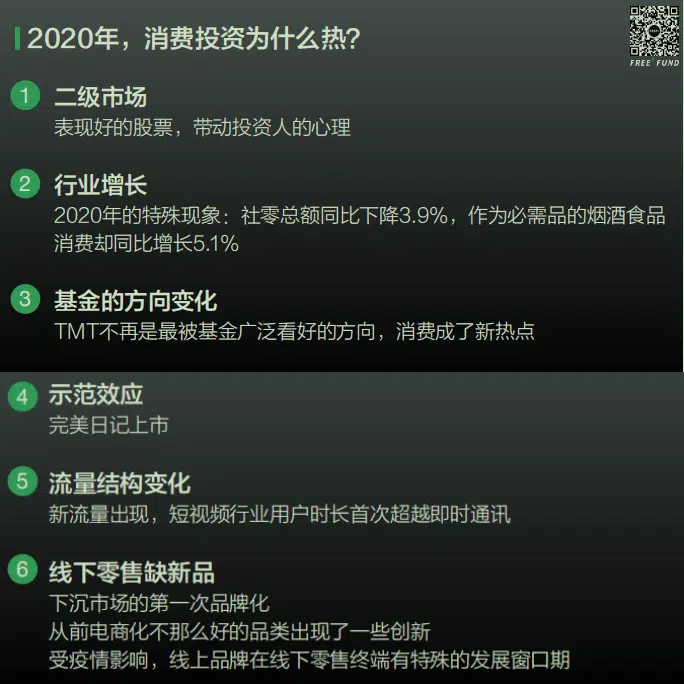 2020年，消费投资为什么热？
FREE FUND
1 二级市场
表现好的股票，带动投资人的心理
2 行业增长
2020年的特殊现象：社零总额同比下降3.9%，作为必需品的烟酒食品
消费却同比增长5.1%
3 基金的方向变化
TMT不再是最被基金广泛看好的方向，消费成了新热点
4 示范效应
完美日记上市
5 流量结构变化
新流量出现，短视频行业用户时长首次超越即时通讯
6 线下零售缺新品
下沉市场的第一次品牌化
从前电商化不那么好的品类出现了一些创新
受疫情影响，线上品牌在线下零售终端有特殊的发展窗口期